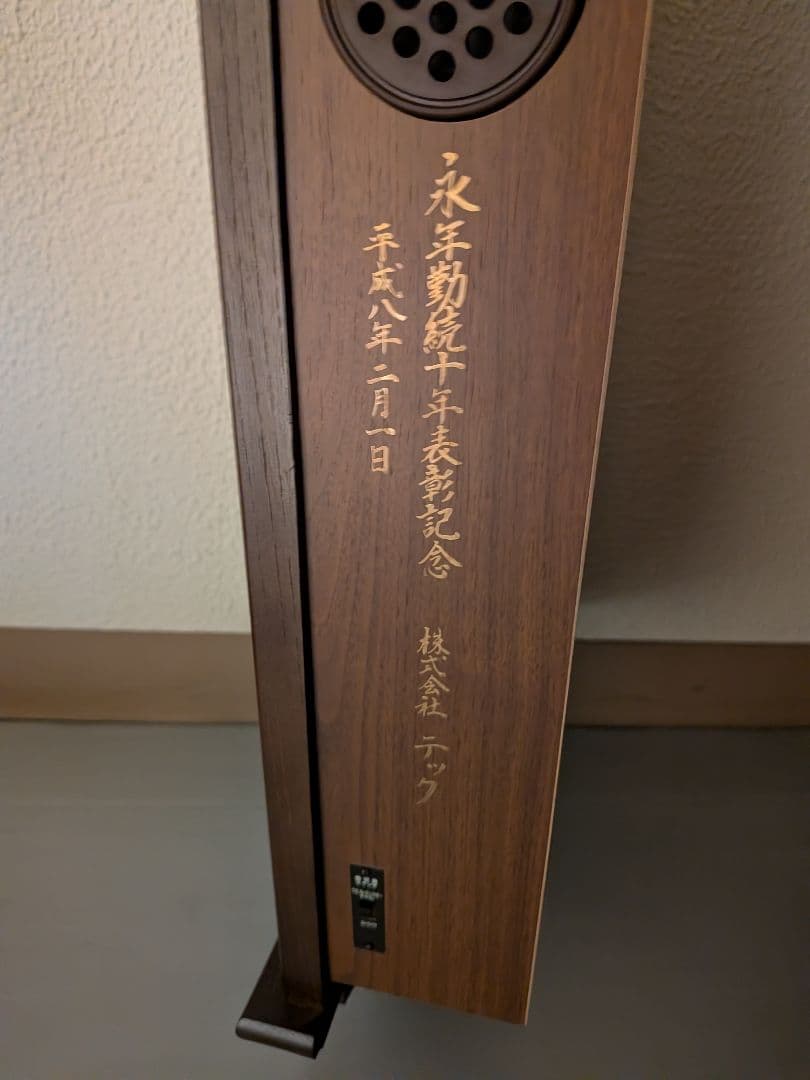 永年勤続十年表彰記念
株式会社 テック
平成八年二月一日